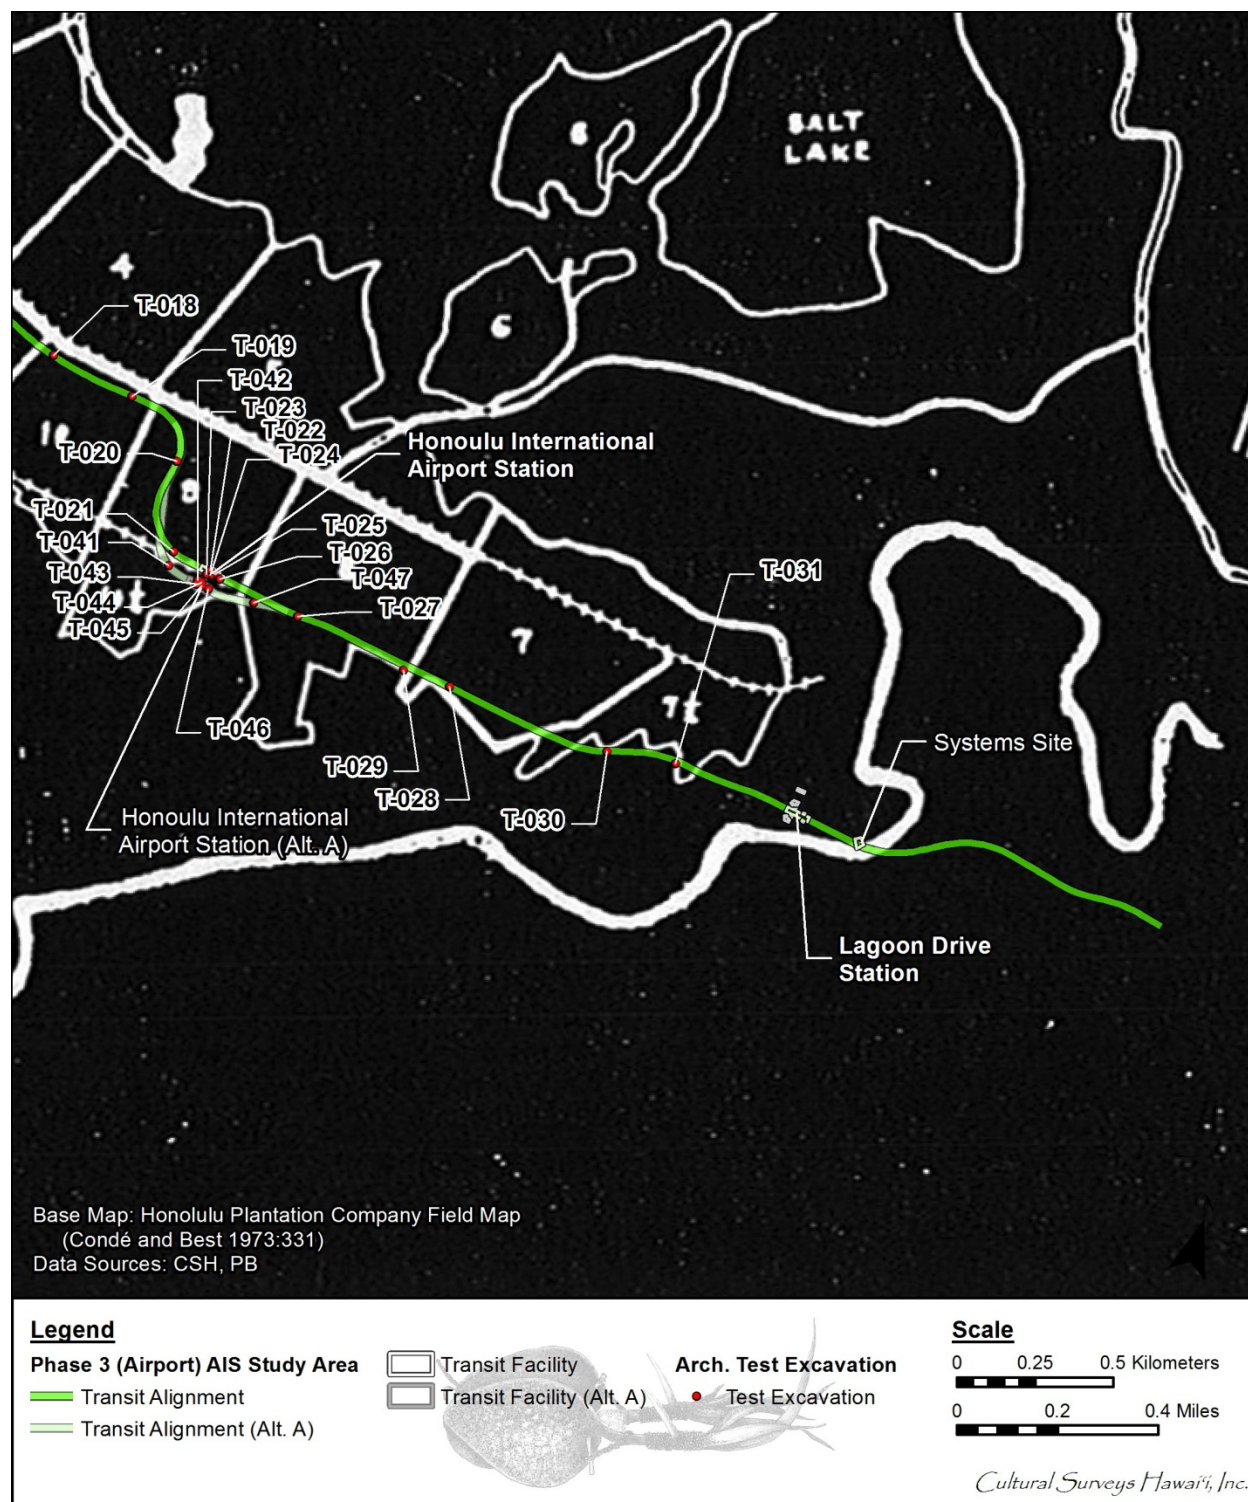 SALT
LAKE
6
4
T-018
6
T-019
T-042
T-023
T-022
T-024
Honoulu International
Airport Station
10
T-020
8
T-021
T-041
T-025
T-026
T-043
T-047
T-031
T-044
T-027
T-045
7
T-046
Systems Site
T-029
T-028
Honoulu International
Airport Station (Alt. A)
T-030
Lagoon Drive
Station
Base Map: Honolulu Plantation Company Field Map
(Condé and Best 1973:331)
Data Sources: CSH, PB
Legend
Phase 3 (Airport) AIS Study Area
Transit Alignment
Transit Alignment (Alt. A)
Transit Facility
Transit Facility (Alt. A)
Arch. Test Excavation
Test Excavation
Scale
0 0.25 0.5 Kilometers
0 0.2 0.4 Miles
Cultural Surveys Hawai‘i, Inc.